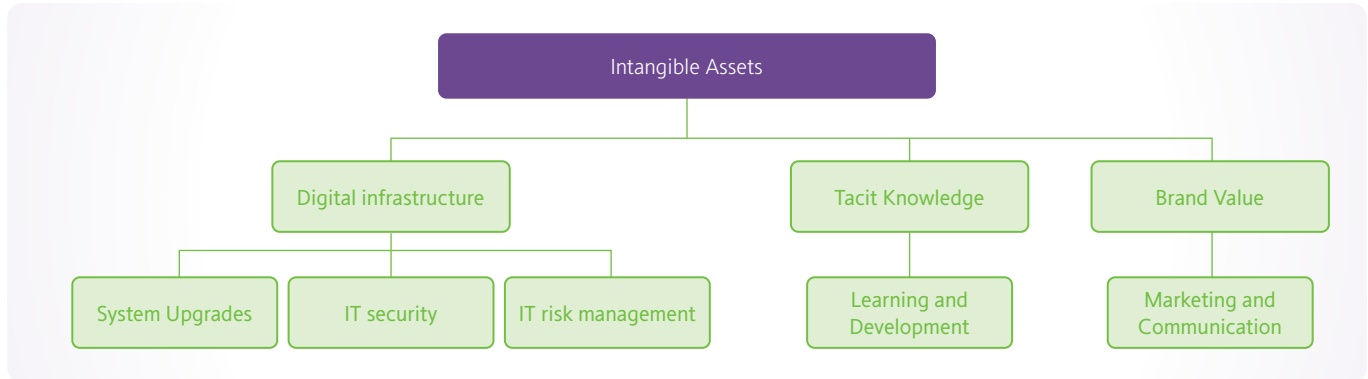 Intangible Assets
Digital infrastructure
Tacit Knowledge
Brand Value
System Upgrades
IT security
IT risk management
Learning and
Development
Marketing and
Communication